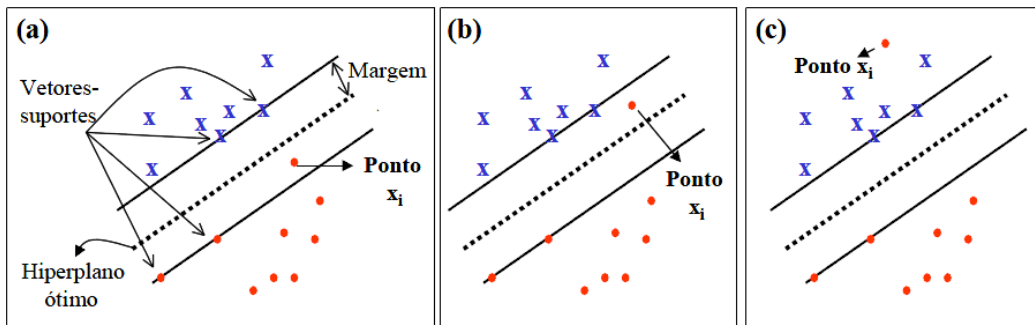 (a)
Vetores-
suportes
Margem
Ponto
xi
Hiperplano
ótimo
(b)
Ponto
xi
(c)
Ponto xi